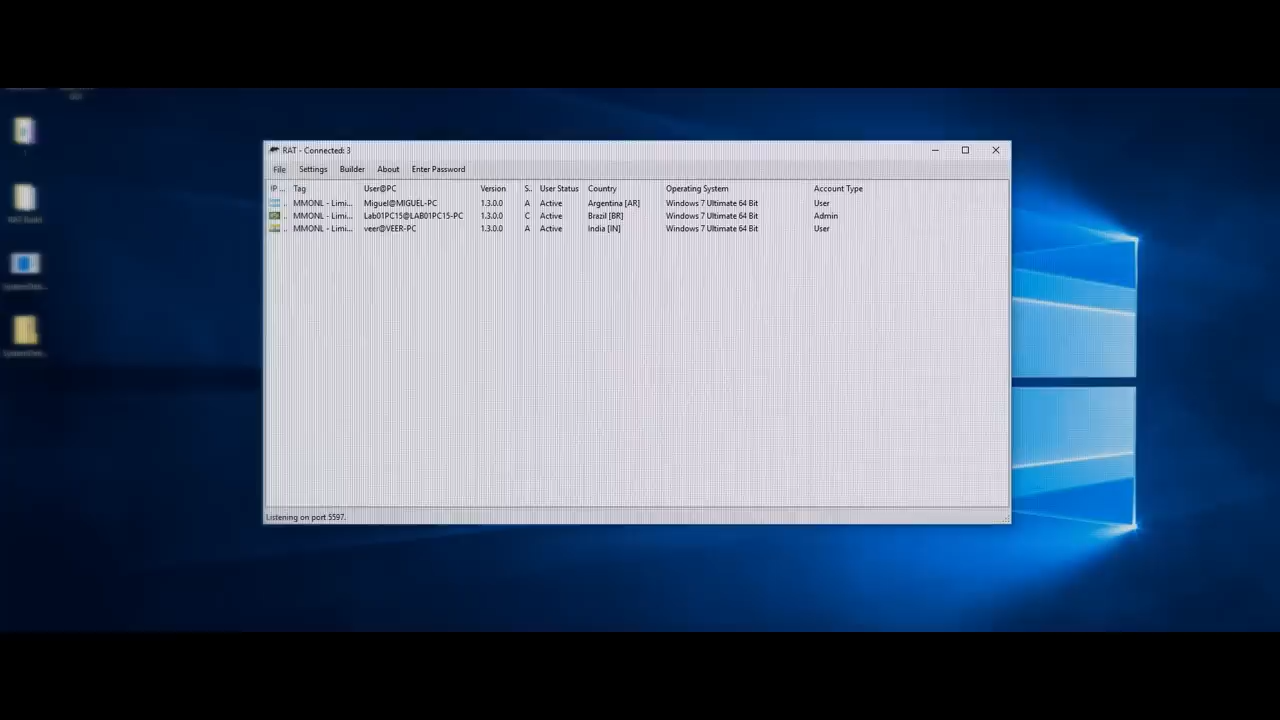 RAT - Connected: 3
File Settings Builder About Enter Password
IP ... Tag User@PC Version S.. User Status Country Operating System Account Type
.. MMONL - Limi... Miguel@MIGUEL-PC 1.3.0.0 A Active Argentina [AR] Windows 7 Ultimate 64 Bit User
.. MMONL - Limi... Lab01PC15@LAB01PC15-PC 1.3.0.0 C Active Brazil [BR] Windows 7 Ultimate 64 Bit Admin
.. MMONL - Limi... veer@VEER-PC 1.3.0.0 A Active India [IN] Windows 7 Ultimate 64 Bit User
Listening on port 5597.